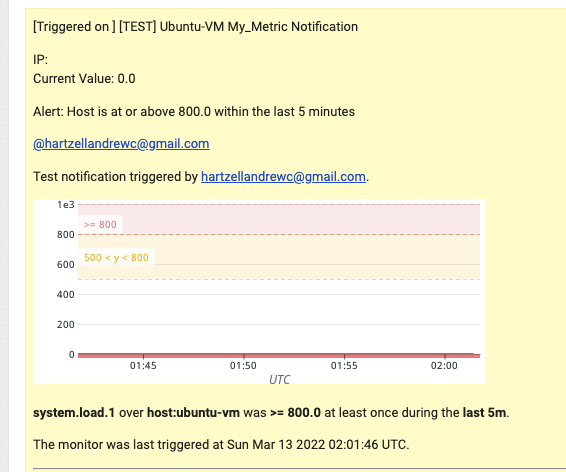 [Triggered on ] [TEST] Ubuntu-VM My_Metric Notification
IP:
Current Value: 0.0
Alert: Host is at or above 800.0 within the last 5 minutes
@hartzellandrewc@gmail.com
Test notification triggered by hartzellandrewc@gmail.com.
1e3
>= 800
800
500 < y < 800
600
400
200
0
01:45 01:50 01:55 02:00
UTC
system.load.1 over host:ubuntu-vm was >= 800.0 at least once during the last 5m.
The monitor was last triggered at Sun Mar 13 2022 02:01:46 UTC.